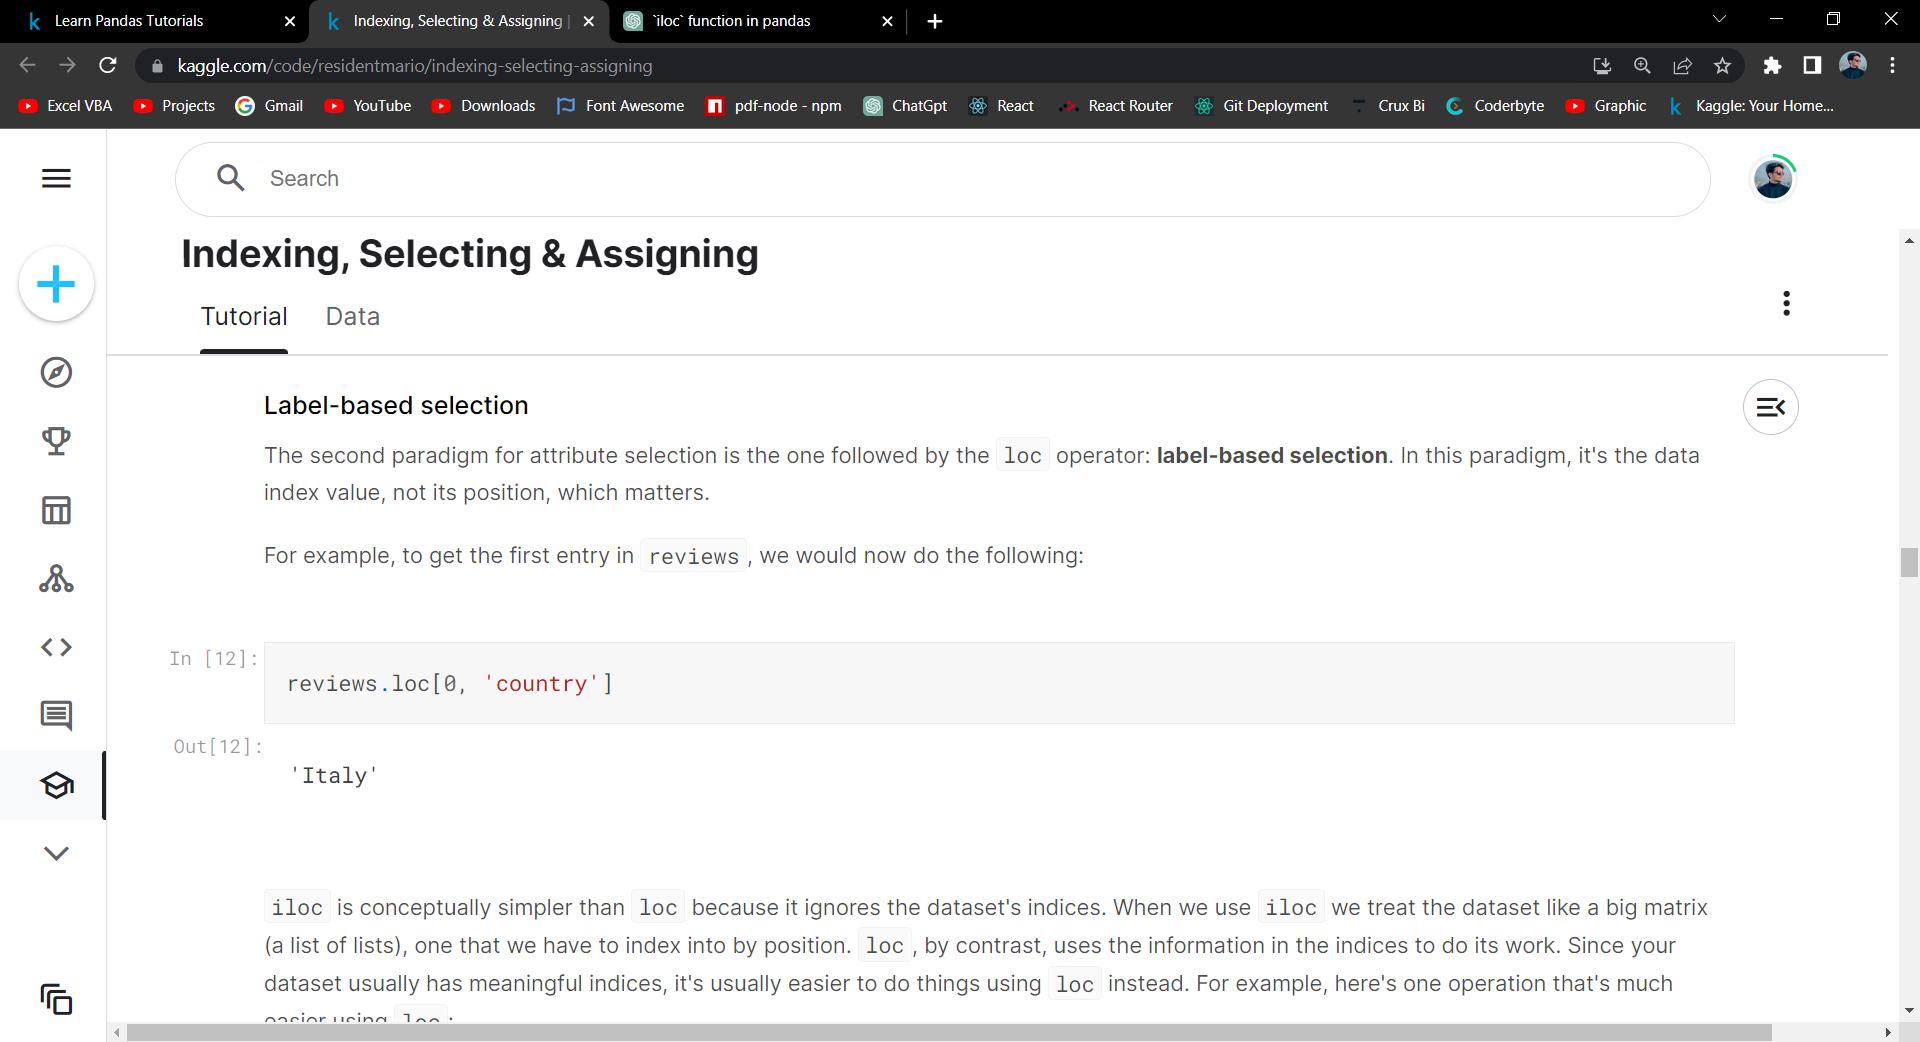 Learn Pandas Tutorials
Indexing, Selecting & Assigning |
`iloc` function in pandas
kaggle.com/code/residentmario/indexing-selecting-assigning
Excel VBA
Projects
Gmail
YouTube
Downloads
Font Awesome
pdf-node - npm
ChatGpt
React
React Router
Git Deployment
Crux Bi
Coderbyte
Graphic
Kaggle: Your Home...
Search
Indexing, Selecting & Assigning
Tutorial
Data
Label-based selection
The second paradigm for attribute selection is the one followed by the loc operator: label-based selection. In this paradigm, it's the data
index value, not its position, which matters.
For example, to get the first entry in reviews , we would now do the following:
In [12]:
reviews.loc[0, 'country']
Out[12]:
'Italy'
iloc is conceptually simpler than loc because it ignores the dataset's indices. When we use iloc we treat the dataset like a big matrix
(a list of lists), one that we have to index into by position. loc , by contrast, uses the information in the indices to do its work. Since your
dataset usually has meaningful indices, it's usually easier to do things using loc instead. For example, here's one operation that's much
easier using loc :